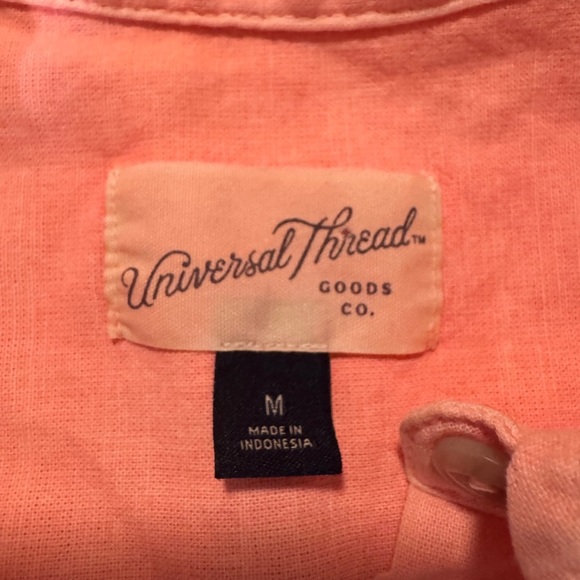 Universal Thread™
GOODS
CO.
M
MADE IN
INDONESIA